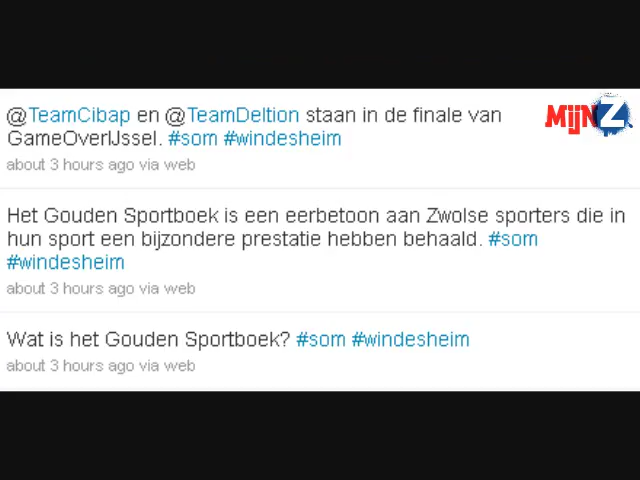 @TeamCibap en @TeamDeltion staan in de finale van
GameOverIJssel. #som #windesheim
about 3 hours ago via web
Het Gouden Sportboek is een eerbetoon aan Zwolse sporters die in
hun sport een bijzondere prestatie hebben behaald. #som
#windesheim
about 3 hours ago via web
Wat is het Gouden Sportboek? #som #windesheim
about 3 hours ago via web
MijN Z